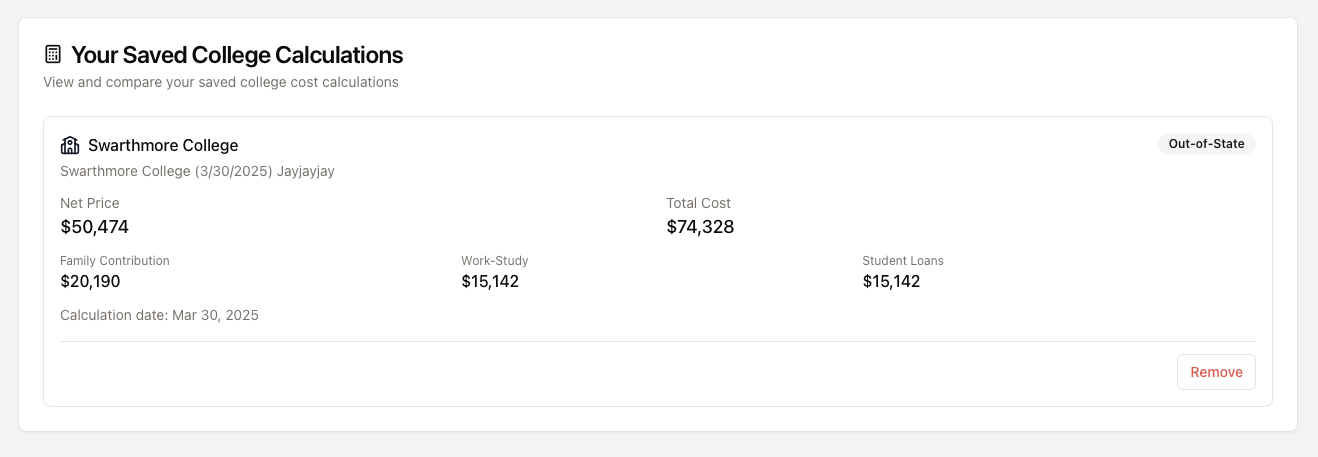 Your Saved College Calculations
View and compare your saved college cost calculations
Swarthmore College
Out-of-State
Swarthmore College (3/30/2025) Jayjayjay
Net Price
Total Cost
$50,474
$74,328
Family Contribution
Work-Study
Student Loans
$20,190
$15,142
$15,142
Calculation date: Mar 30, 2025
Remove